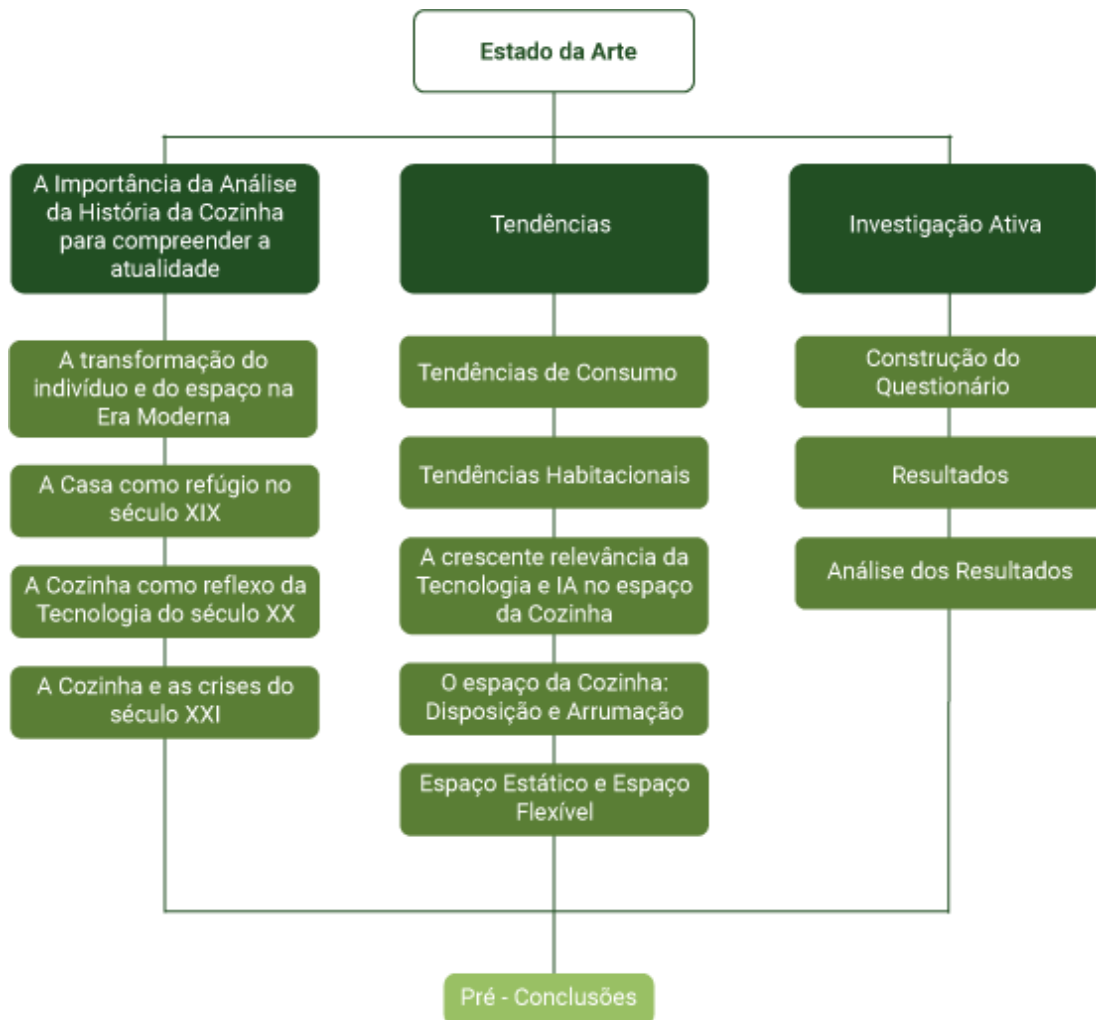 Estado da Arte
A Importância da Análise
da História da Cozinha
para compreender a
atualidade
A transformação do
indivíduo e do espaço na
Era Moderna
A Casa como refúgio no
século XIX
A Cozinha como reflexo da
Tecnologia do século XX
A Cozinha e as crises do
século XXI
Tendências
Tendências de Consumo
Tendências Habitacionais
A crescente relevância da
Tecnologia e IA no espaço
da Cozinha
O espaço da Cozinha:
Disposição e Arrumação
Espaço Estático e Espaço
Flexível
Investigação Ativa
Construção do
Questionário
Resultados
Análise dos Resultados
Pré - Conclusões